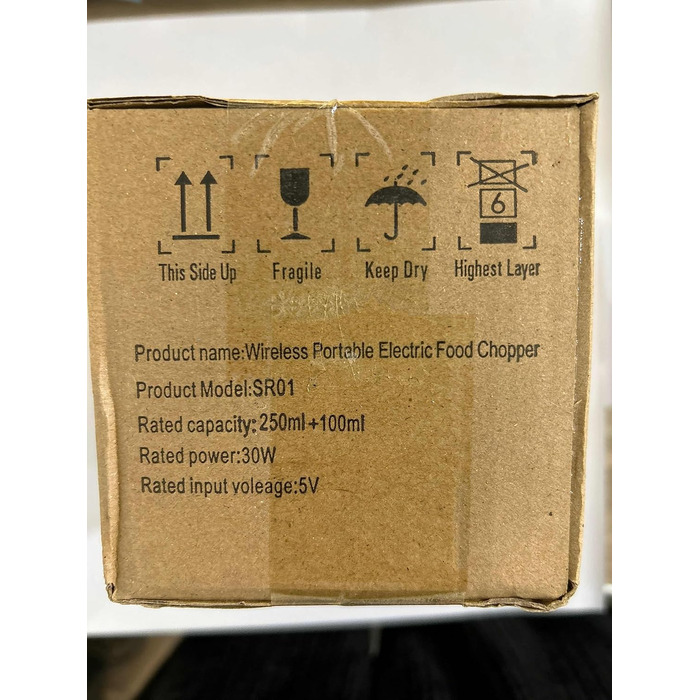 This Side Up Fragile Keep Dry Highest Layer
6
Product name:Wireless Portable Electric Food Chopper
Product Model:SR01
Rated capacity:250ml+100ml
Rated power:30W
Rated input voleage:5V